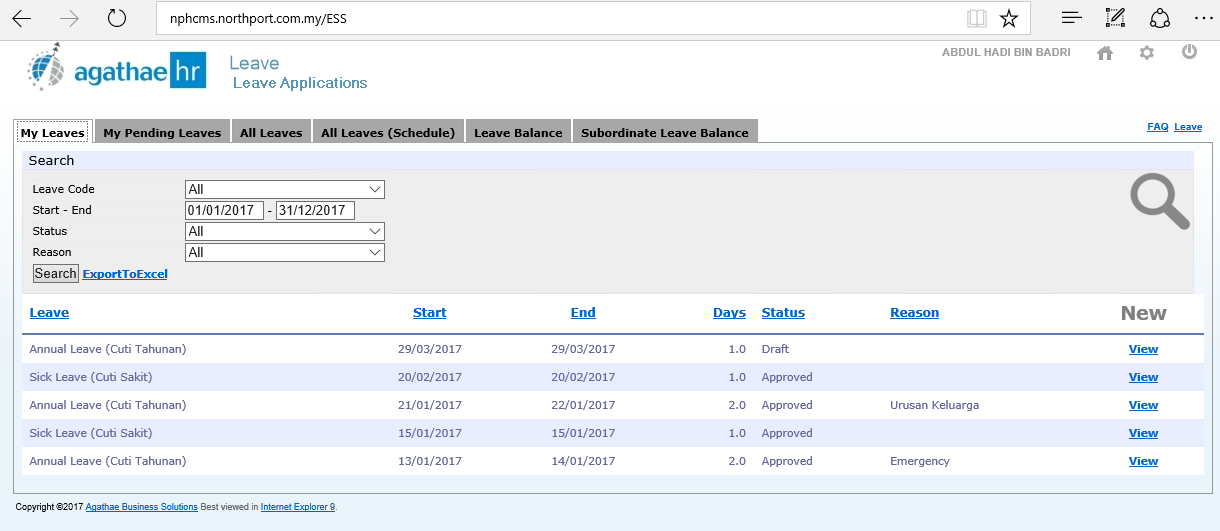 nphcms.northport.com.my/ESS
ABDUL HADI BIN BADRI
agathae hr
Leave
Leave Applications
My Leaves My Pending Leaves All Leaves All Leaves (Schedule) Leave Balance Subordinate Leave Balance FAQ Leave
Search
Leave Code All
Start - End 01/01/2017 - 31/12/2017
Status All
Reason All
Search ExportToExcel
Leave Start End Days Status Reason New
Annual Leave (Cuti Tahunan) 29/03/2017 29/03/2017 1.0 Draft View
Sick Leave (Cuti Sakit) 20/02/2017 20/02/2017 1.0 Approved View
Annual Leave (Cuti Tahunan) 21/01/2017 22/01/2017 2.0 Approved Urusan Keluarga View
Sick Leave (Cuti Sakit) 15/01/2017 15/01/2017 1.0 Approved View
Annual Leave (Cuti Tahunan) 13/01/2017 14/01/2017 2.0 Approved Emergency View
Copyright ©2017 Agathae Business Solutions Best viewed in Internet Explorer 9.